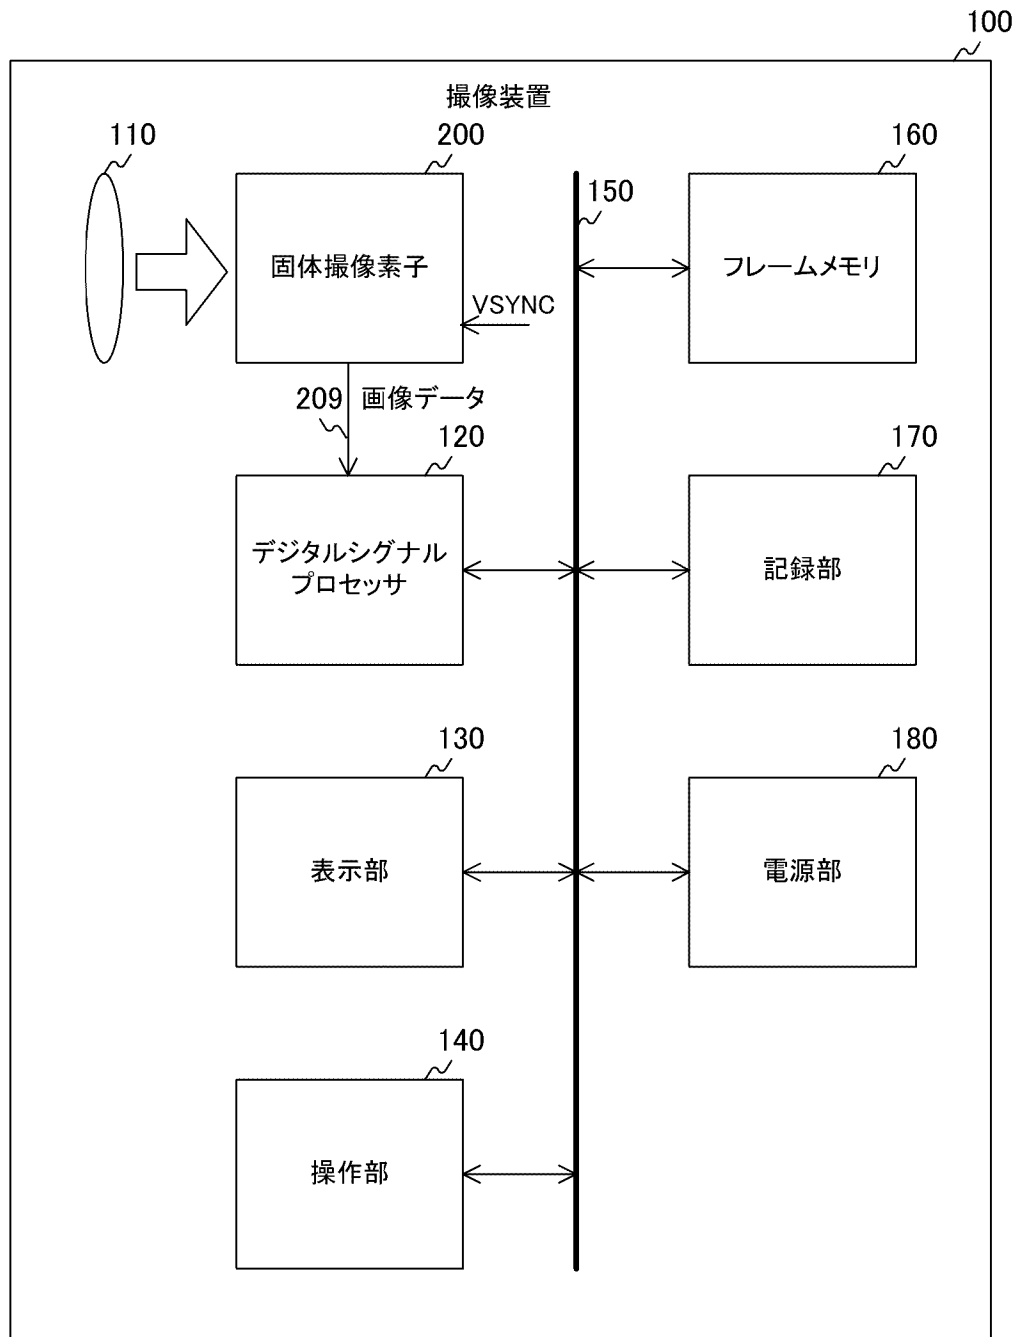 100
撮像装置
110
200
150
160
固体撮像素子
フレームメモリ
VSYNC
209
画像データ
120
170
デジタルシグナル
プロセッサ
記録部
130
180
表示部
電源部
140
操作部